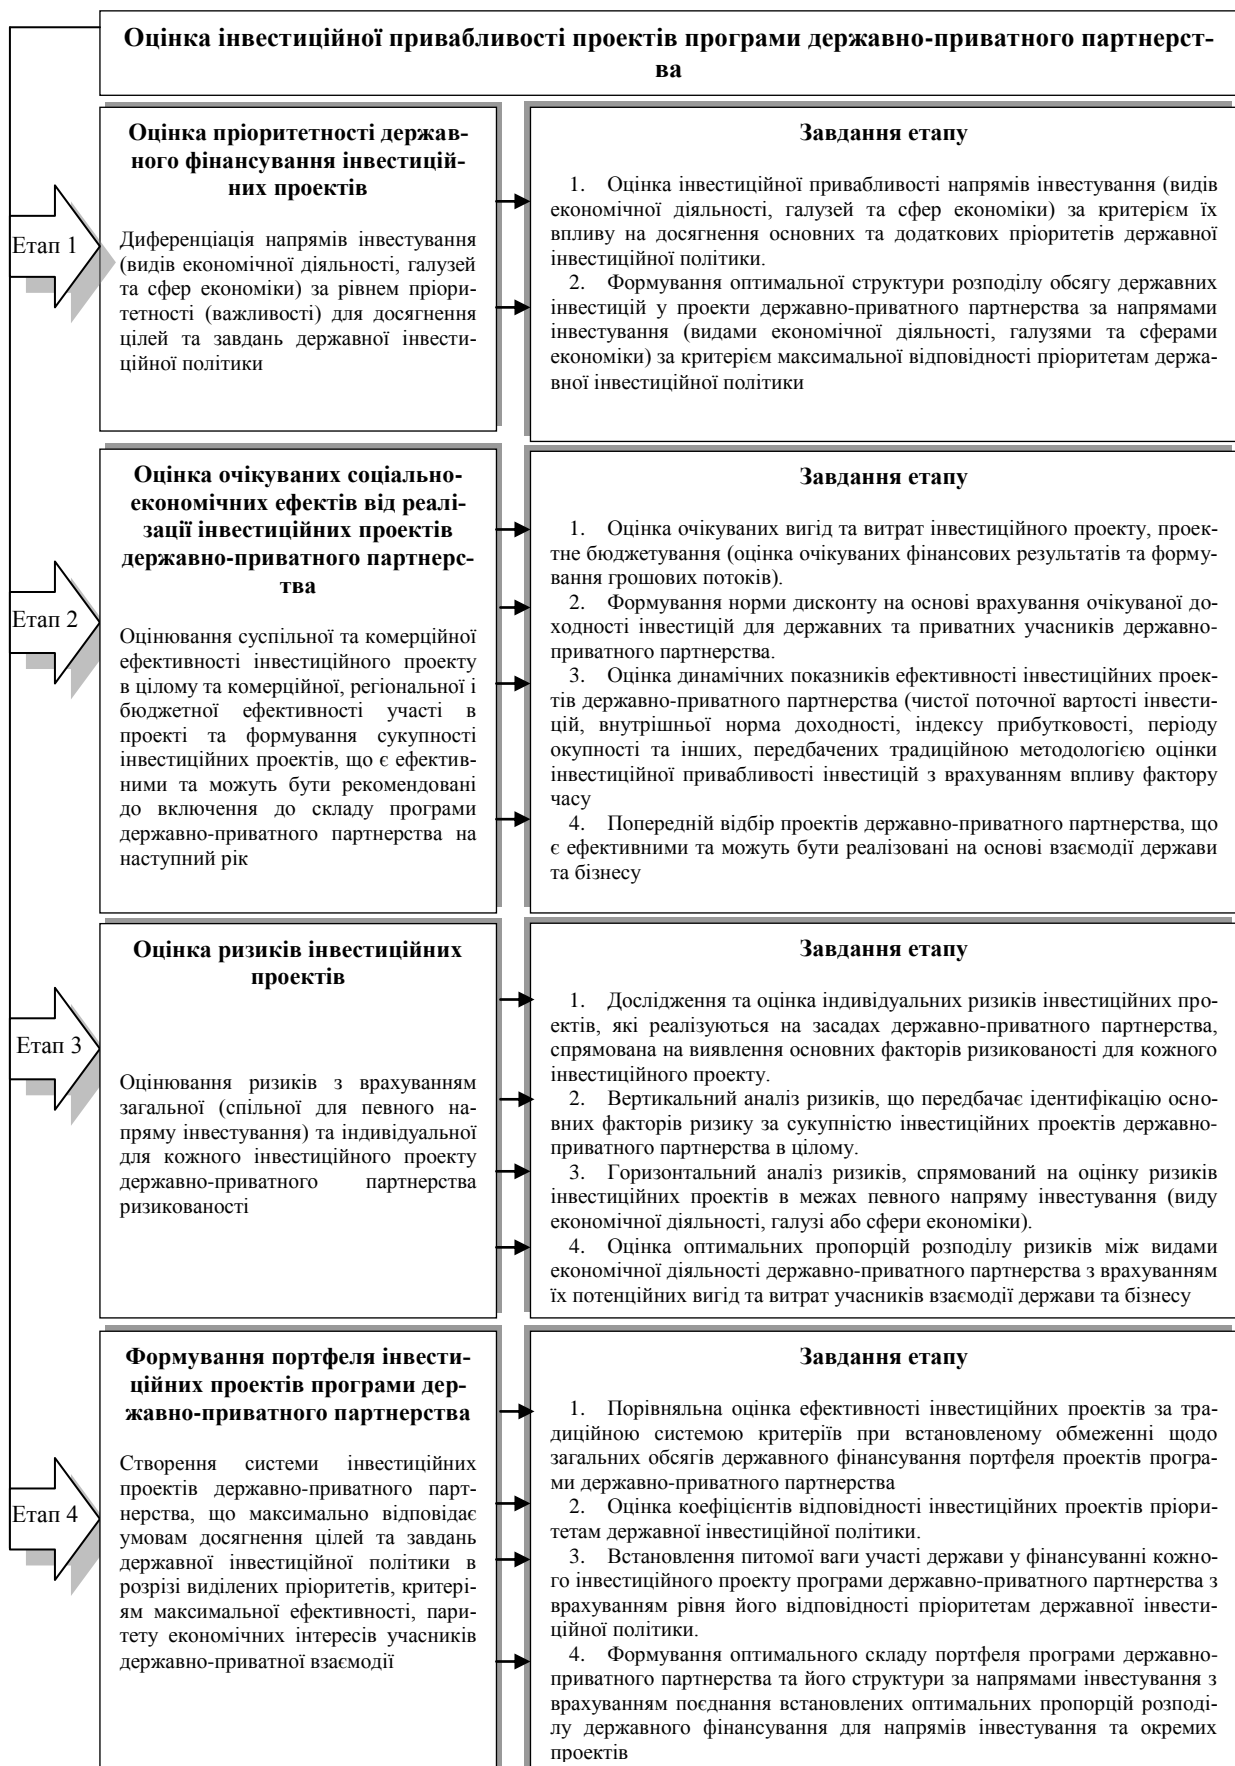 Оцінка інвестиційної привабливості проектів програми державно-приватного партнерст-
ва
Етап 1
Оцінка пріоритетності держав-
ного фінансування інвестицій-
них проектів
Диференціація напрямів інвестування
(видів економічної діяльності, галузей
та сфер економіки) за рівнем пріори-
тетності (важливості) для досягнення
цілей та завдань державної інвести-
ційної політики
Завдання етапу
1. Оцінка інвестиційної привабливості напрямів інвестування (видів
економічної діяльності, галузей та сфер економіки) за критерієм їх
впливу на досягнення основних та додаткових пріоритетів державної
інвестиційної політики.
2. Формування оптимальної структури розподілу обсягу державних
інвестицій у проекти державно-приватного партнерства за напрямами
інвестування (видами економічної діяльності, галузями та сферами
економіки) за критерієм максимальної відповідності пріоритетам держа-
вної інвестиційної політики
Етап 2
Оцінка очікуваних соціально-
економічних ефектів від реалі-
зації інвестиційних проектів
державно-приватного партнерс-
тва
Оцінювання суспільної та комерційної
ефективності інвестиційного проекту
в цілому та комерційної, регіональної і
бюджетної ефективності участі в
проекті та формування сукупності
інвестиційних проектів, що є ефектив-
ними та можуть бути рекомендовані
до включення до складу програми
державно-приватного партнерства на
наступний рік
Завдання етапу
1. Оцінка очікуваних вигід та витрат інвестиційного проекту, проек-
тне бюджетування (оцінка очікуваних фінансових результатів та форму-
вання грошових потоків).
2. Формування норми дисконту на основі врахування очікуваної до-
ходності інвестицій для державних та приватних учасників державно-
приватного партнерства.
3. Оцінка динамічних показників ефективності інвестиційних проек-
тів державно-приватного партнерства (чистої поточної вартості інвести-
цій, внутрішньої норма доходності, індексу прибутковості, періоду
окупності та інших, передбачених традиційною методологією оцінки
інвестиційної привабливості інвестицій з врахуванням впливу фактору
часу
4. Попередній відбір проектів державно-приватного партнерства, що
є ефективними та можуть бути реалізовані на основі взаємодії держави
та бізнесу
Етап 3
Оцінка ризиків інвестиційних
проектів
Оцінювання ризиків з врахуванням
загальної (спільної для певного на-
пряму інвестування) та індивідуальної
для кожного інвестиційного проекту
державно-приватного партнерства
ризикованості
Завдання етапу
1. Дослідження та оцінка індивідуальних ризиків інвестиційних про-
ектів, які реалізуються на засадах державно-приватного партнерства,
спрямована на виявлення основних факторів ризикованості для кожного
інвестиційного проекту.
2. Вертикальний аналіз ризиків, що передбачає ідентифікацію осно-
вних факторів ризику за сукупністю інвестиційних проектів державно-
приватного партнерства в цілому.
3. Горизонтальний аналіз ризиків, спрямований на оцінку ризиків
інвестиційних проектів в межах певного напряму інвестування (виду
економічної діяльності, галузі або сфери економіки).
4. Оцінка оптимальних пропорцій розподілу ризиків між видами
економічної діяльності державно-приватного партнерства з врахуванням
їх потенційних вигід та витрат учасників взаємодії держави та бізнесу
Етап 4
Формування портфеля інвести-
ційних проектів програми дер-
жавно-приватного партнерства
Створення системи інвестиційних
проектів державно-приватного парт-
нерства, що максимально відповідає
умовам досягнення цілей та завдань
державної інвестиційної політики в
розрізі виділених пріоритетів, критері-
ям максимальної ефективності, пари-
тету економічних інтересів учасників
державно-приватної взаємодії
Завдання етапу
1. Порівняльна оцінка ефективності інвестиційних проектів за тра-
диційною системою критеріїв при встановленому обмеженні щодо
загальних обсягів державного фінансування портфеля проектів програ-
ми державно-приватного партнерства
2. Оцінка коефіцієнтів відповідності інвестиційних проектів пріори-
тетам державної інвестиційної політики.
3. Встановлення питомої ваги участі держави у фінансуванні кожно-
го інвестиційного проекту програми державно-приватного партнерства з
врахуванням рівня його відповідності пріоритетам державної інвести-
ційної політики.
4. Формування оптимального складу портфеля програми державно-
приватного партнерства та його структури за напрямами інвестування з
врахуванням поєднання встановлених оптимальних пропорцій розподі-
лу державного фінансування для напрямів інвестування та окремих
проектів